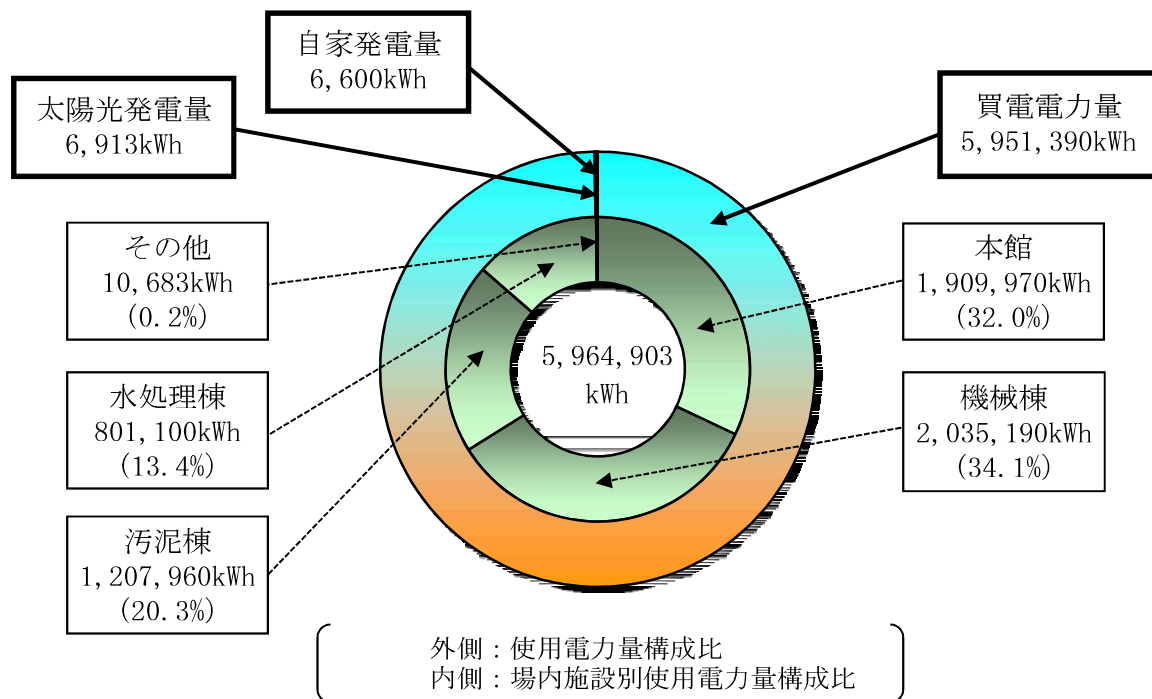 自家発電量
6,600kWh
太陽光発電量
6,913kWh
買電電力量
5,951,390kWh
その他
10,683kWh
(0.2%)
本館
1,909,970kWh
(32.0%)
5,964,903
kWh
水処理棟
801,100kWh
(13.4%)
機械棟
2,035,190kWh
(34.1%)
汚泥棟
1,207,960kWh
(20.3%)
外側：使用電力量構成比
内側：場内施設別使用電力量構成比